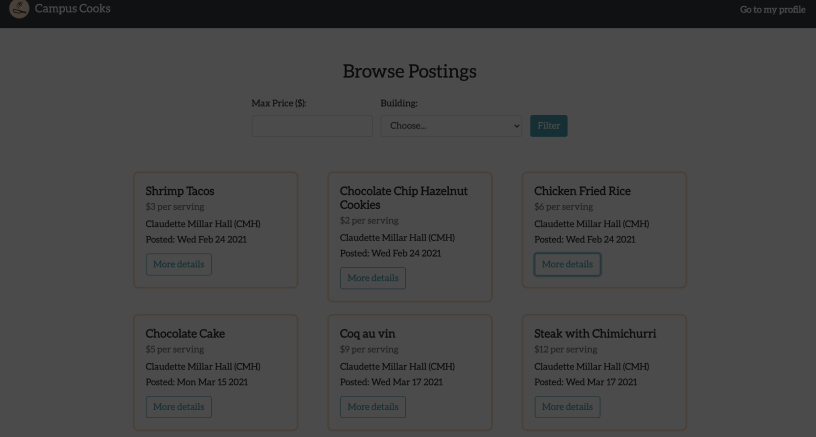 Campus Cooks
Go to my profile
Browse Postings
Max Price ($):
Building:
Choose...
Filter
Shrimp Tacos
$3 per serving
Claudette Millar Hall (CMH)
Posted: Wed Feb 24 2021
More details
Chocolate Chip Hazelnut
Cookies
$2 per serving
Claudette Millar Hall (CMH)
Posted: Wed Feb 24 2021
More details
Chicken Fried Rice
$6 per serving
Claudette Millar Hall (CMH)
Posted: Wed Feb 24 2021
More details
Chocolate Cake
$5 per serving
Claudette Millar Hall (CMH)
Posted: Mon Mar 15 2021
More details
Coq au vin
$9 per serving
Claudette Millar Hall (CMH)
Posted: Wed Mar 17 2021
More details
Steak with Chimichurri
$12 per serving
Claudette Millar Hall (CMH)
Posted: Wed Mar 17 2021
More details